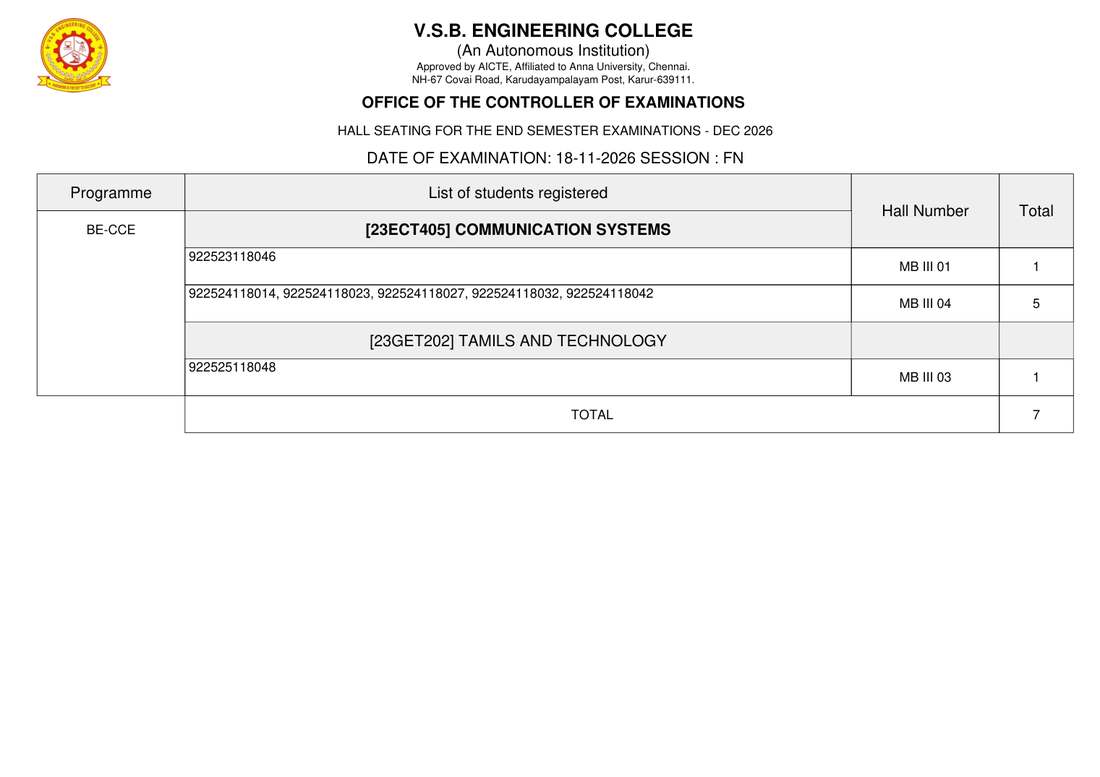 V.S.B. ENGINEERING COLLEGE
(An Autonomous Institution)
Approved by AICTE, Affiliated to Anna University, Chennai.
NH-67 Covai Road, Karudayampalayam Post, Karur-639111.
OFFICE OF THE CONTROLLER OF EXAMINATIONS
HALL SEATING FOR THE END SEMESTER EXAMINATIONS - DEC 2026
DATE OF EXAMINATION: 18-11-2026 SESSION : FN
Programme List of students registered Hall Number Total
BE-CCE [23ECT405] COMMUNICATION SYSTEMS
922523118046 MB III 01 1
922524118014, 922524118023, 922524118027, 922524118032, 922524118042 MB III 04 5
[23GET202] TAMILS AND TECHNOLOGY
922525118048 MB III 03 1
TOTAL 7